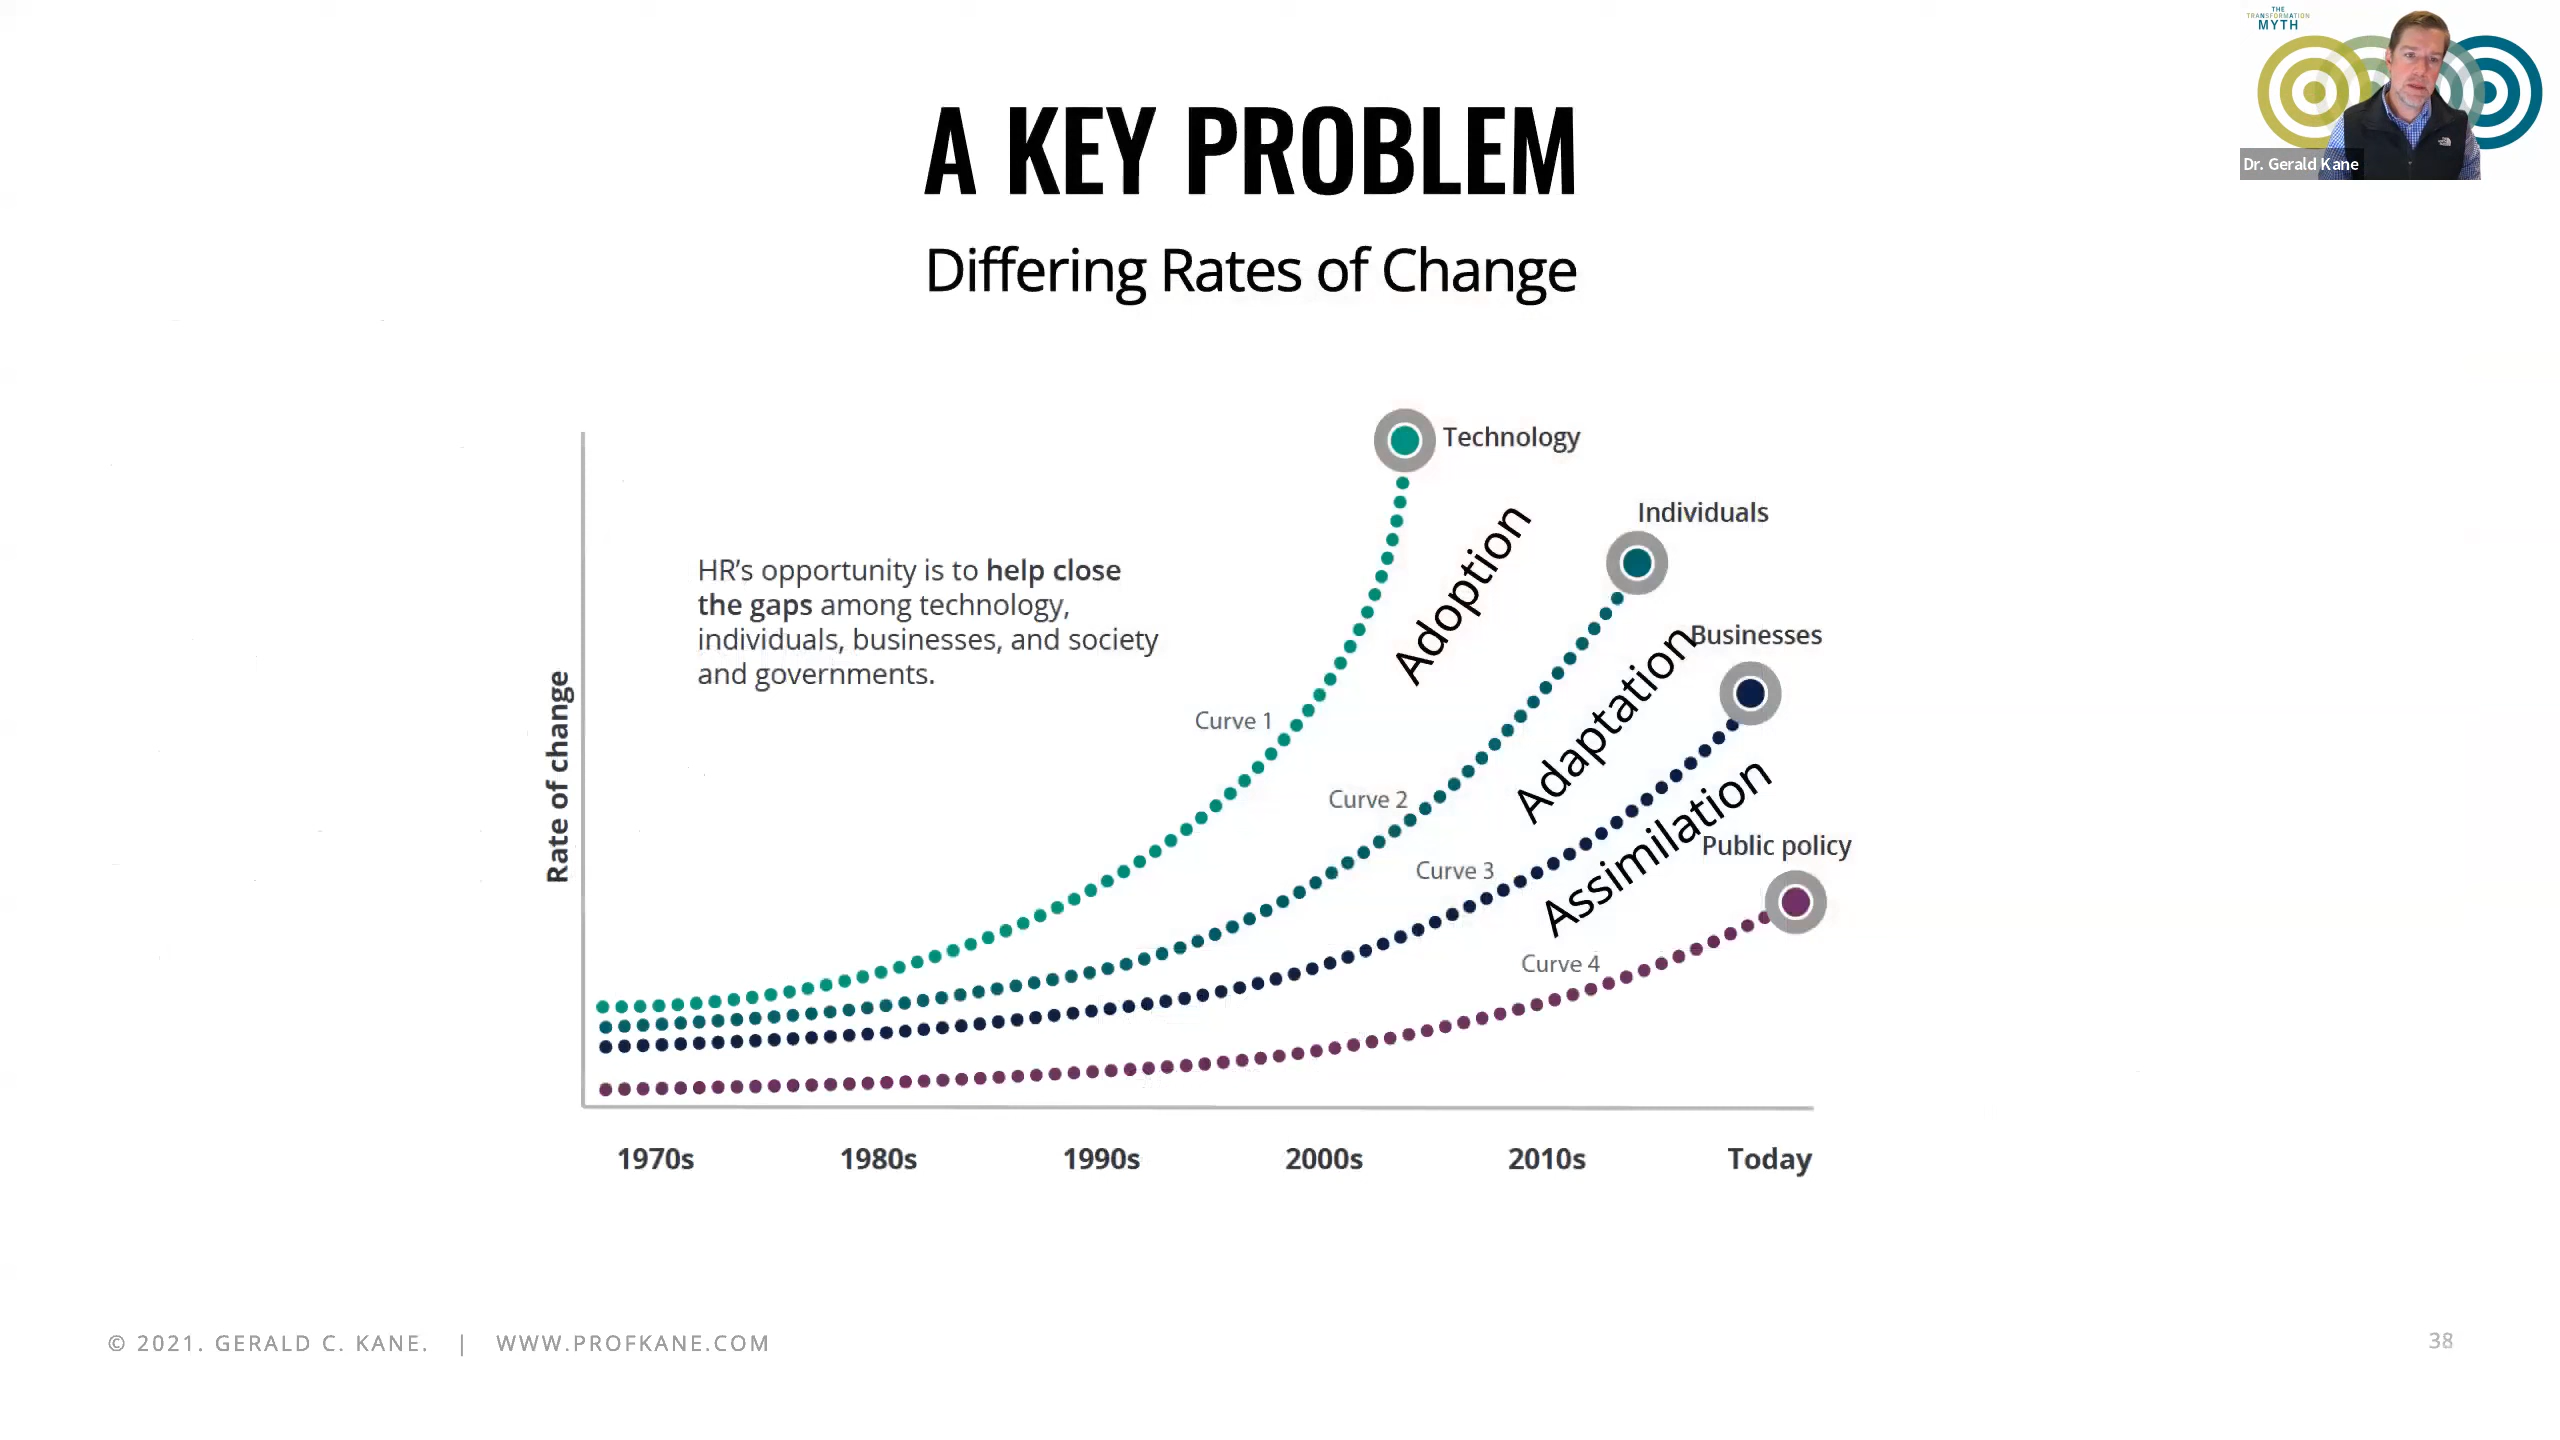 THE
TRANSFORMATION
MYTH
Dr. Gerald Kane
A KEY PROBLEM
Differing Rates of Change
Technology
Individuals
Businesses
Public policy
Adoption
Adaptation
Assimilation
HR’s opportunity is to help close
the gaps among technology,
individuals, businesses, and society
and governments.
Curve 1
Curve 2
Curve 3
Curve 4
Rate of change
1970s 1980s 1990s 2000s 2010s Today
© 2021. GERALD C. KANE. | WWW.PROFKANE.COM
38